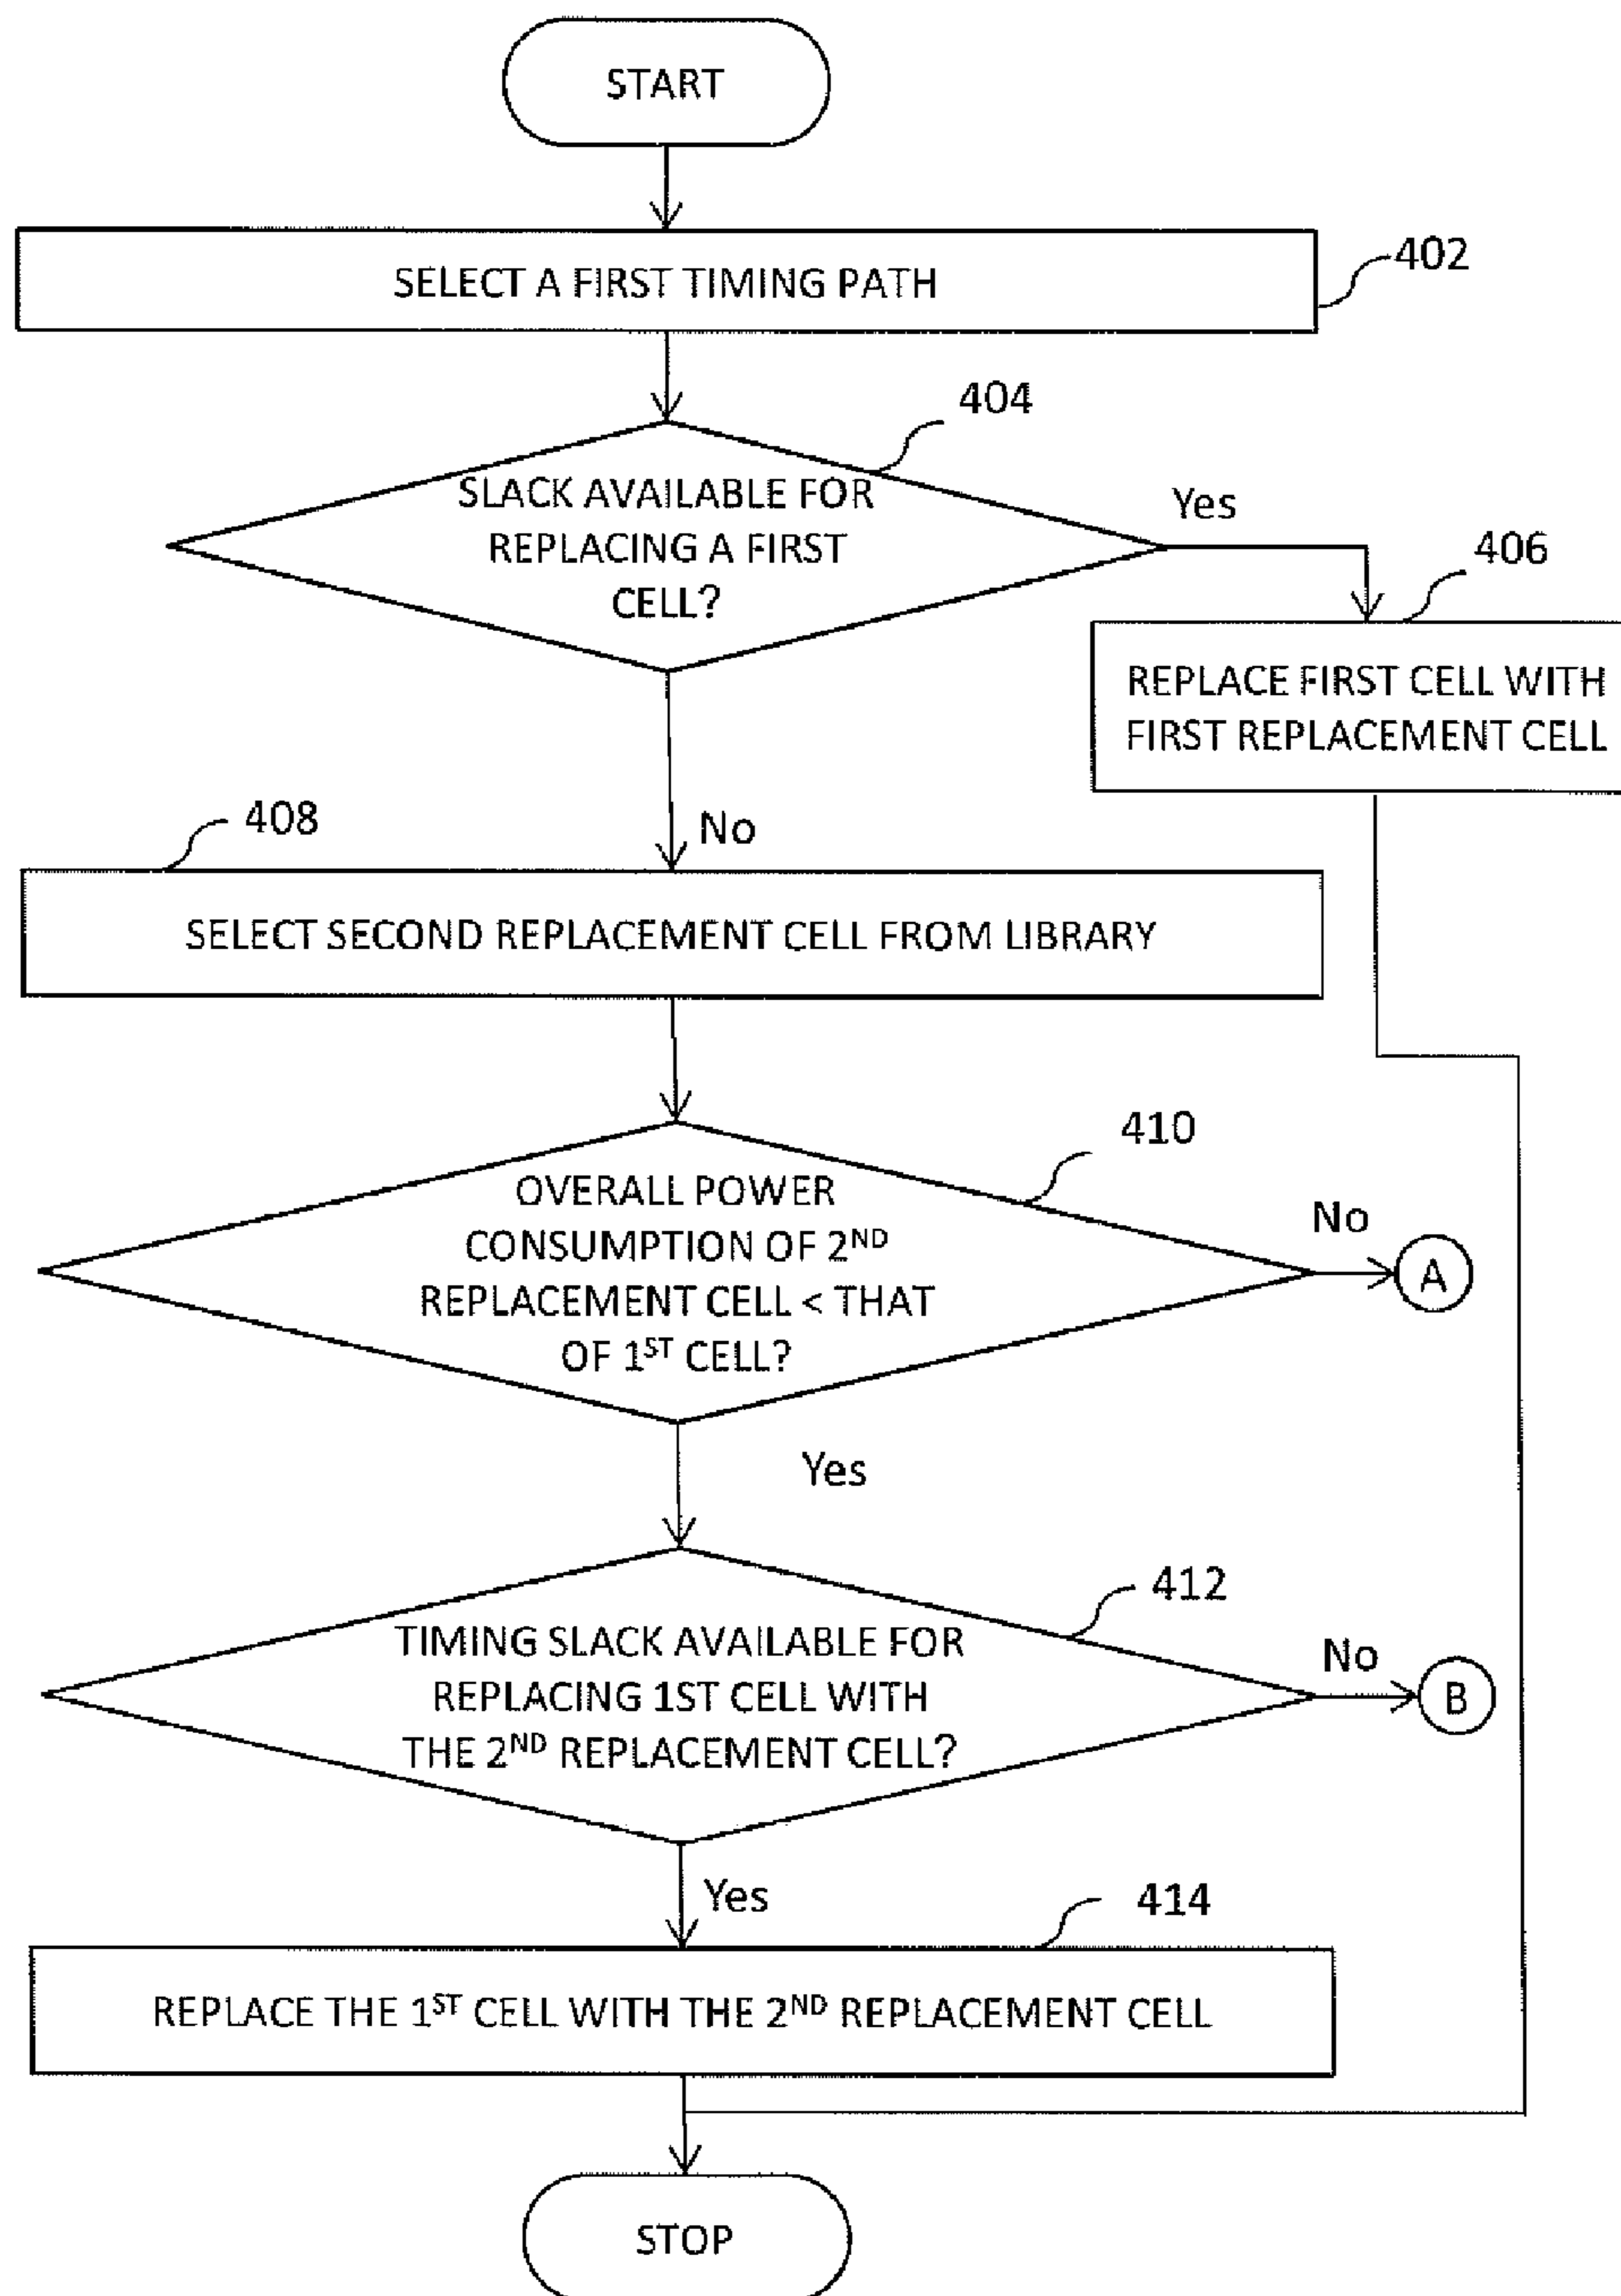 START
SELECT A FIRST TIMING PATH
402
404
SLACK AVAILABLE FOR
REPLACING A FIRST
CELL?
Yes
406
REPLACE FIRST CELL WITH
FIRST REPLACEMENT CELL
No
408
SELECT SECOND REPLACEMENT CELL FROM LIBRARY
410
OVERALL POWER
CONSUMPTION OF 2ND
REPLACEMENT CELL < THAT
OF 1ST CELL?
No
A
Yes
412
TIMING SLACK AVAILABLE FOR
REPLACING 1ST CELL WITH
THE 2ND REPLACEMENT CELL?
No
B
Yes
414
REPLACE THE 1ST CELL WITH THE 2ND REPLACEMENT CELL
STOP